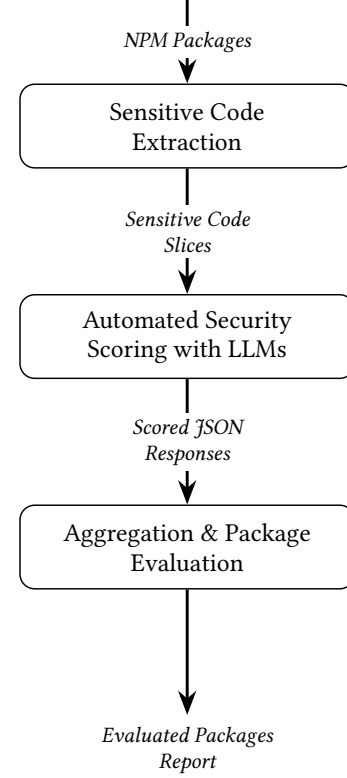 NPM Packages
Sensitive Code
Extraction
Sensitive Code
Slices
Automated Security
Scoring with LLMs
Scored JSON
Responses
Aggregation & Package
Evaluation
Evaluated Packages
Report